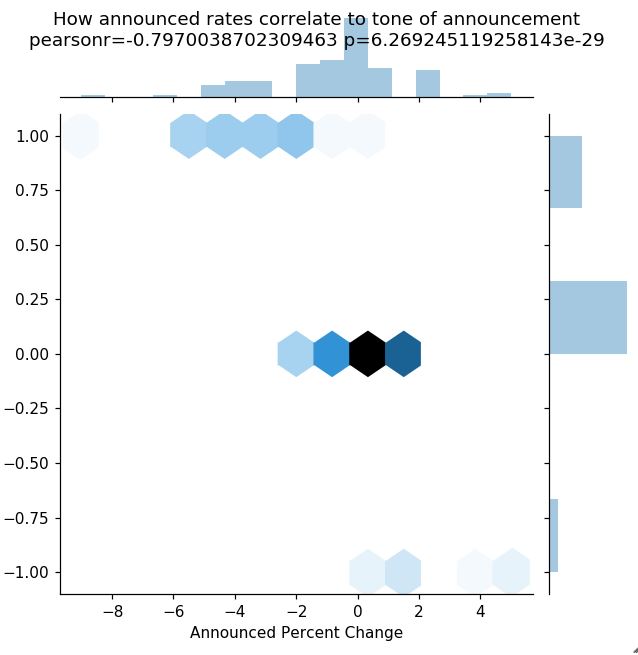 How announced rates correlate to tone of announcement
pearsonr=-0.7970038702309463 p=6.269245119258143e-29
1.00
0.75
0.50
0.25
0.00
−0.25
−0.50
−0.75
−1.00
−8 −6 −4 −2 0 2 4
Announced Percent Change